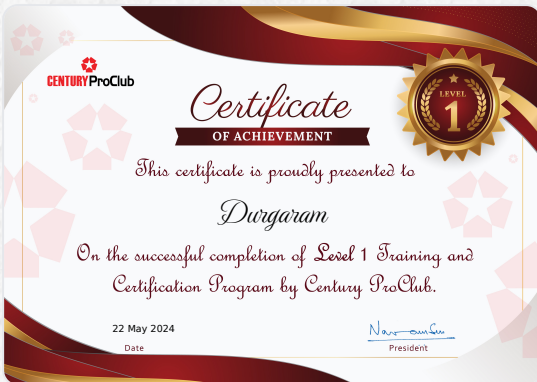 CENTURY ProClub
Certificate
OF ACHIEVEMENT
LEVEL
1
This certificate is proudly presented to
Durgaram
On the successful completion of Level 1 Training and
Certification Program by Century ProClub.
22 May 2024
Date
President